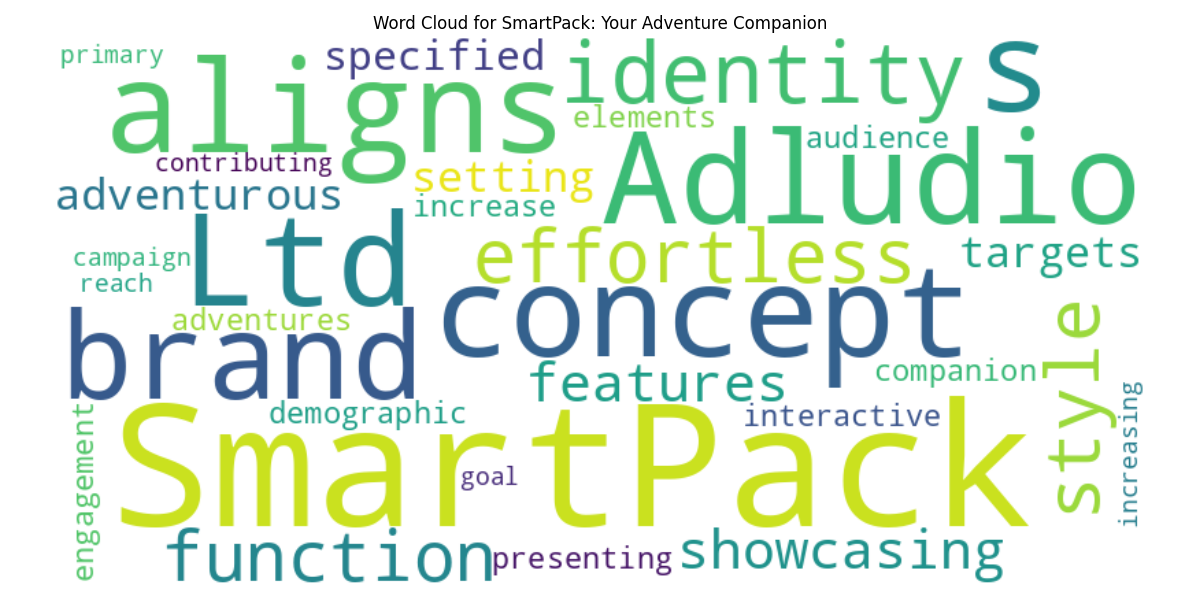 Word Cloud for SmartPack: Your Adventure Companion
primary
specified
identity
s
aligns
elements
audience
contributing
setting
Adludio
adventurous
increase
Ltd
effortless
targets
campaign
reach
concept
adventures
brand
features
companion
style
demographic
interactive
increasing
engagement
SmartPack
goal
function
presenting
showcasing